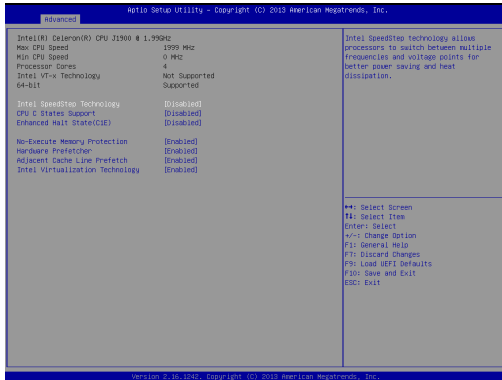 Aptio Setup Utility – Copyright (C) 2013 American Megatrends, Inc.
Advanced
Intel(R) Celeron(R) CPU J1900 @ 1.99GHz
Max CPU Speed 1999 MHz
Min CPU Speed 0 MHz
Processor Cores 4
Intel VT-x Technology Not Supported
64-bit Supported
Intel SpeedStep Technology [Disabled]
CPU C States Support [Disabled]
Enhanced Halt State(C1E) [Disabled]
No-Execute Memory Protection [Enabled]
Hardware Prefetcher [Enabled]
Adjacent Cache Line Prefetch [Enabled]
Intel Virtualization Technology [Enabled]
Intel SpeedStep technology allows
processors to switch between multiple
frequencies and voltage points for
better power saving and heat
dissipation.
↔: Select Screen
↑↓: Select Item
Enter: Select
+/-: Change Option
F1: General Help
F7: Discard Changes
F9: Load UEFI Defaults
F10: Save and Exit
ESC: Exit
Version 2.16.1242. Copyright (C) 2013 American Megatrends, Inc.